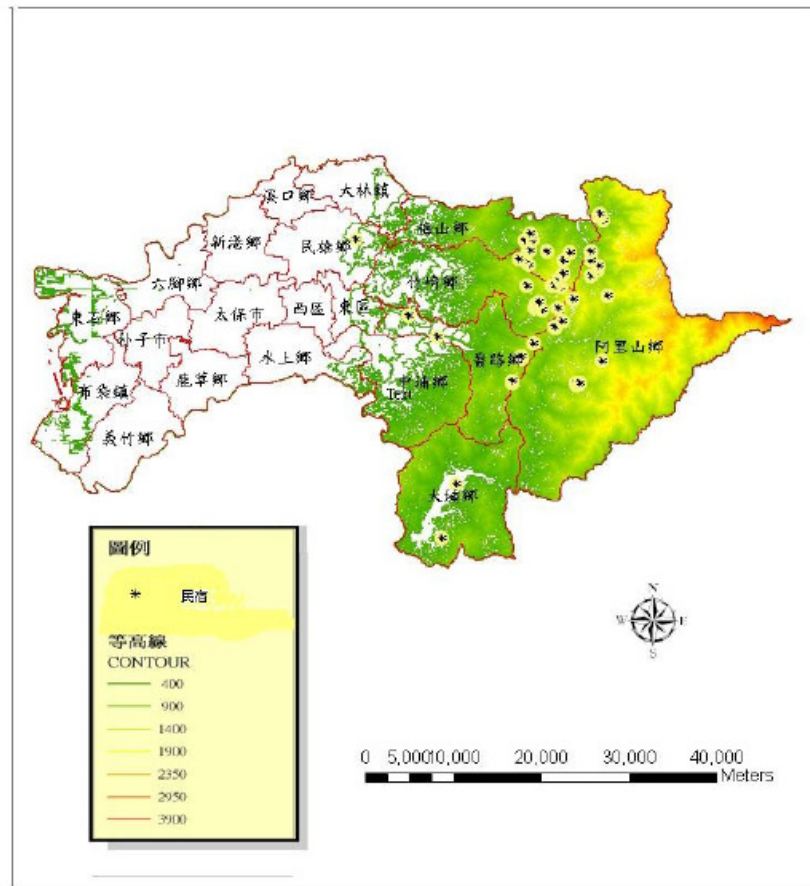 溪口鄉
大林鎮
新港鄉
民雄鄉
梅山鄉
六腳鄉
竹崎鄉
東石鄉
太保市
西區
東區
朴子市
水上鄉
番路鄉
阿里山鄉
布袋鎮
鹿草鄉
中埔鄉
Text
義竹鄉
大埔鄉
圖例
民宿
等高線
CONTOUR
400
900
1400
1900
2350
2950
3900
N
W E
S
0 5,00010,000 20,000 30,000 40,000
Meters